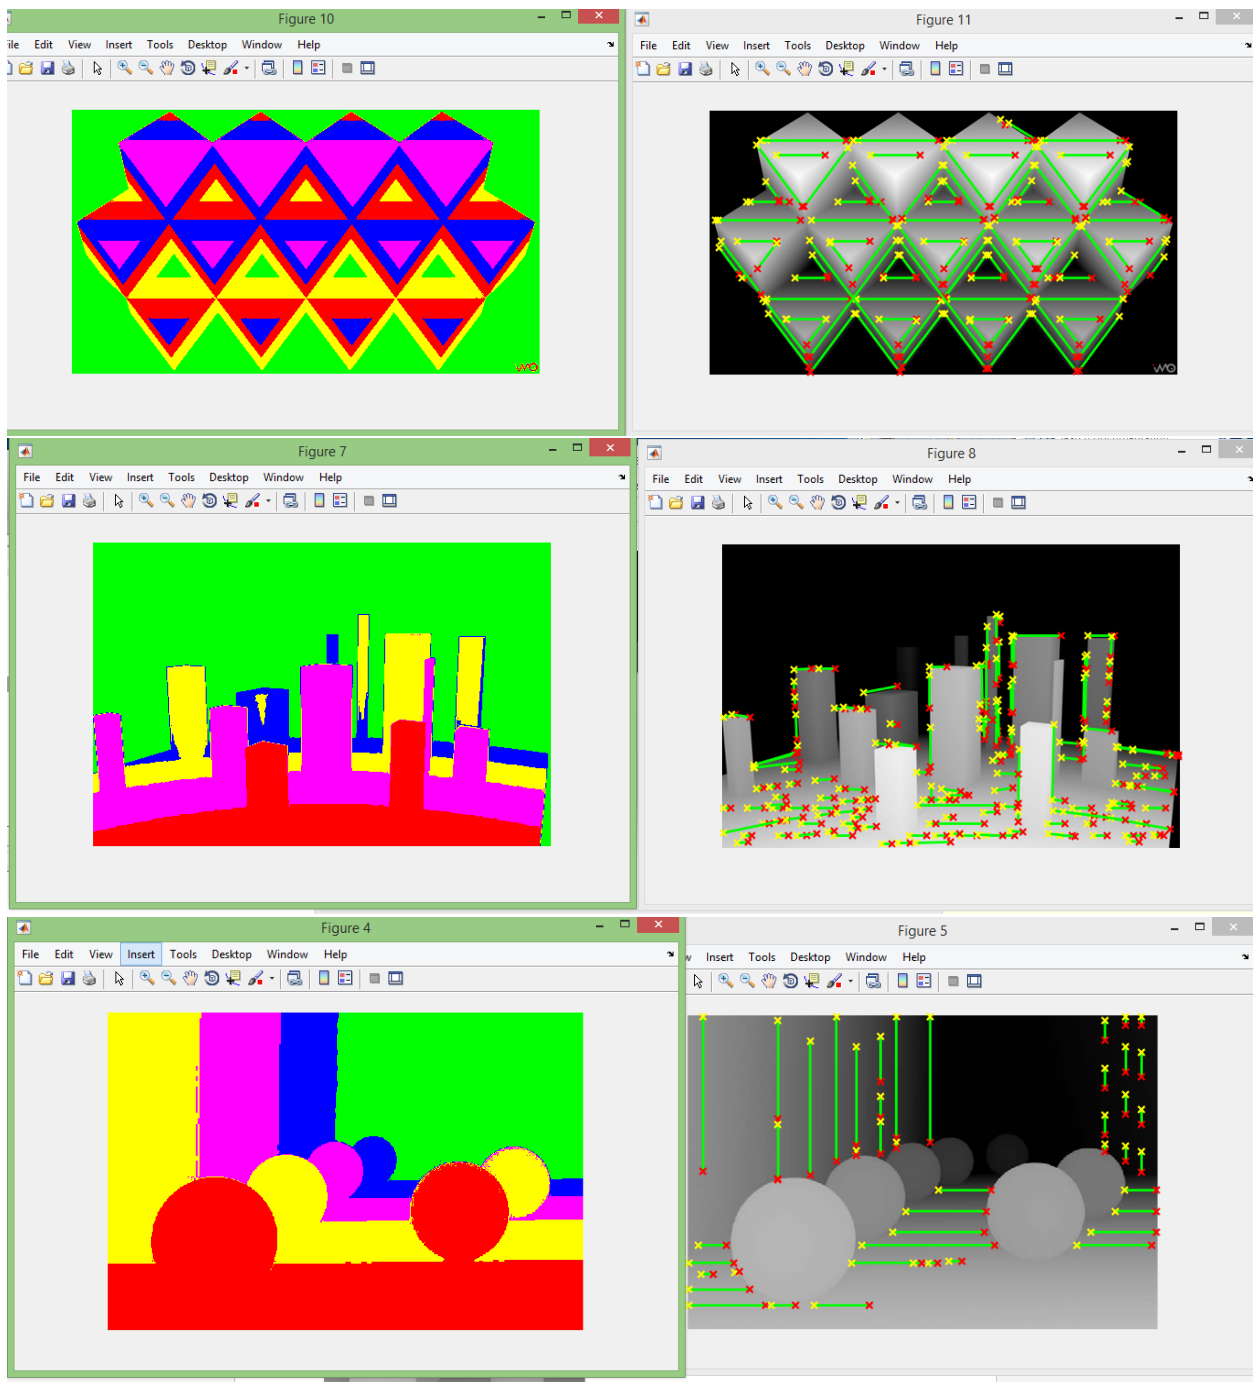 Figure 10
File Edit View Insert Tools Desktop Window Help
Figure 11
File Edit View Insert Tools Desktop Window Help
Figure 7
File Edit View Insert Tools Desktop Window Help
Figure 8
File Edit View Insert Tools Desktop Window Help
Figure 4
File Edit View Insert Tools Desktop Window Help
Figure 5
w Insert Tools Desktop Window Help